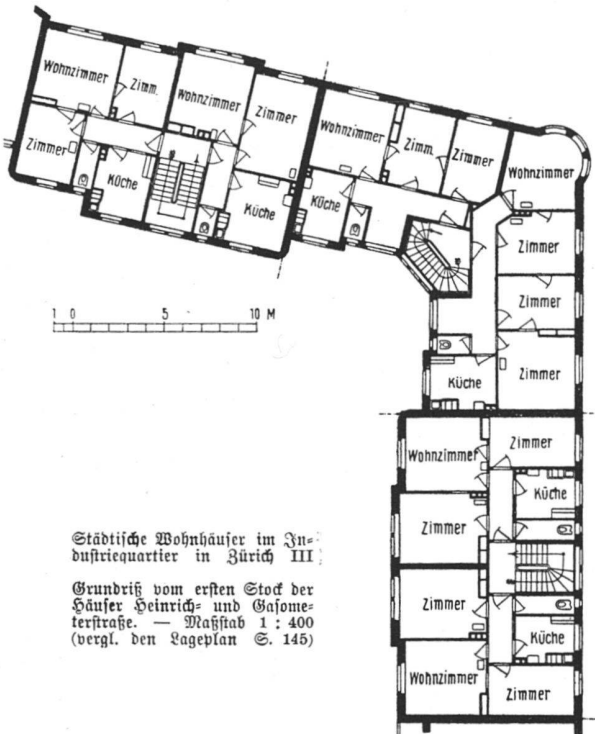 Wohnzimmer
Zim.
Wohnzimmer
Zimmer
Wohnzimmer
Zimm.
Zimmer
Wohnzimmer
Zimmer
Küche
Küche
Küche
Zimmer
Zimmer
1 0 5 10 M
Küche
Zimmer
Wohnzimmer
Zimmer
Küche
Zimmer
Städtische Wohnhäuser im In-
dustriequartier in Zürich III
Grundriß vom ersten Stock der
Häuser Heinrich- und Gasome-
terstraße. — Maßstab 1 : 400
(vergl. den Lageplan S. 145)
Zimmer
Küche
Wohnzimmer
Zimmer